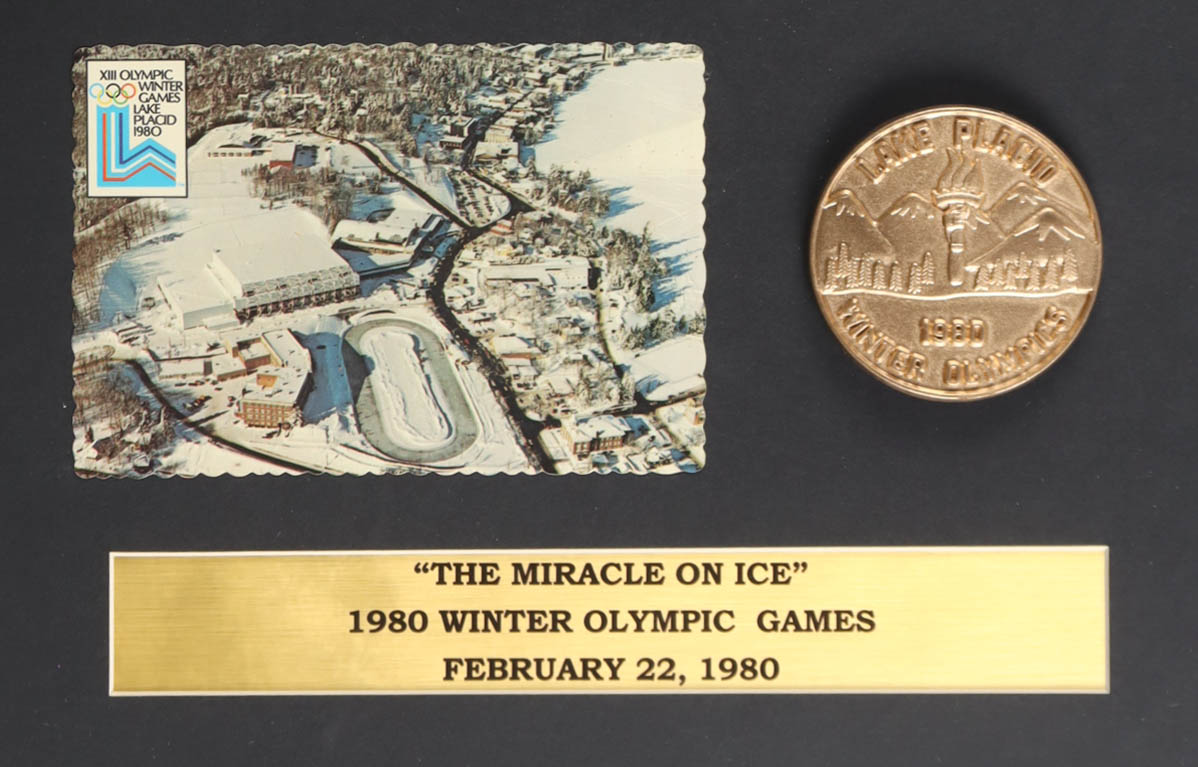 XIII OLYMPIC
WINTER
GAMES
LAKE
PLACID
1980
LAKE PLACID
1980
WINTER OLYMPICS
“THE MIRACLE ON ICE”
1980 WINTER OLYMPIC GAMES
FEBRUARY 22, 1980